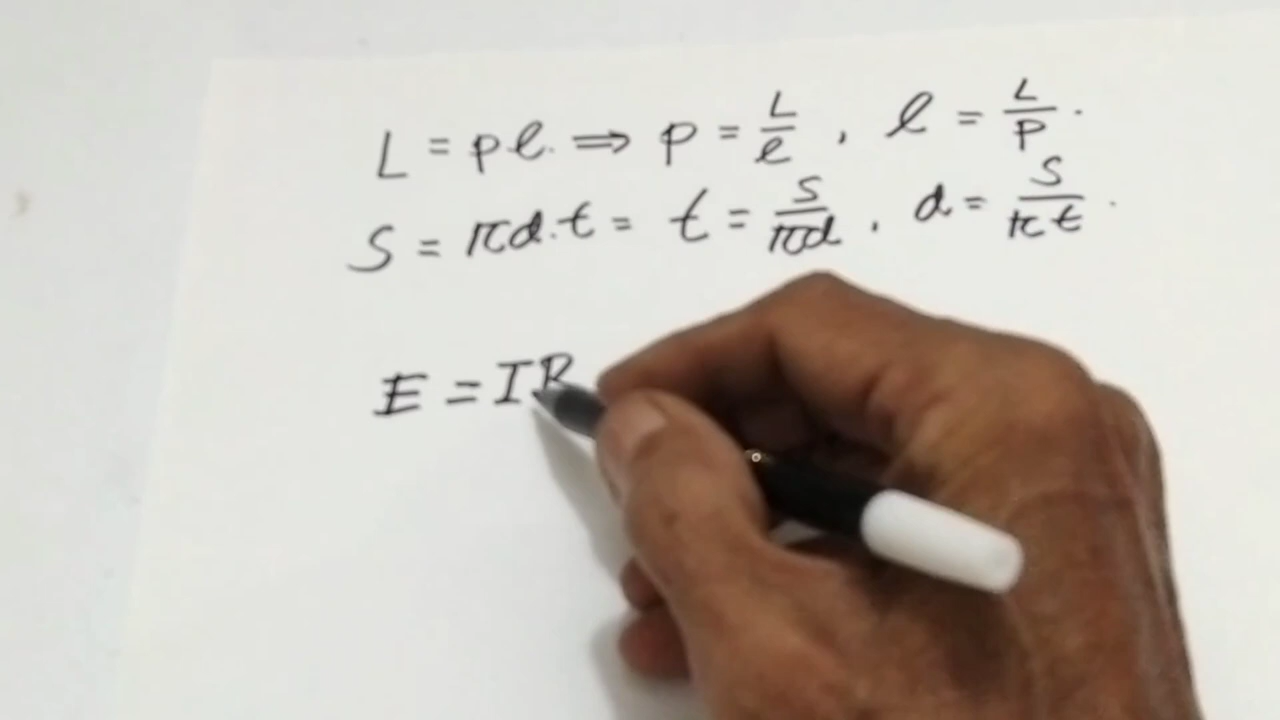 L = pℓ. ⇒ p = L/ℓ , ℓ = L/p .
S = πd.t = t = S/πd , d = S/πt .
E = IR